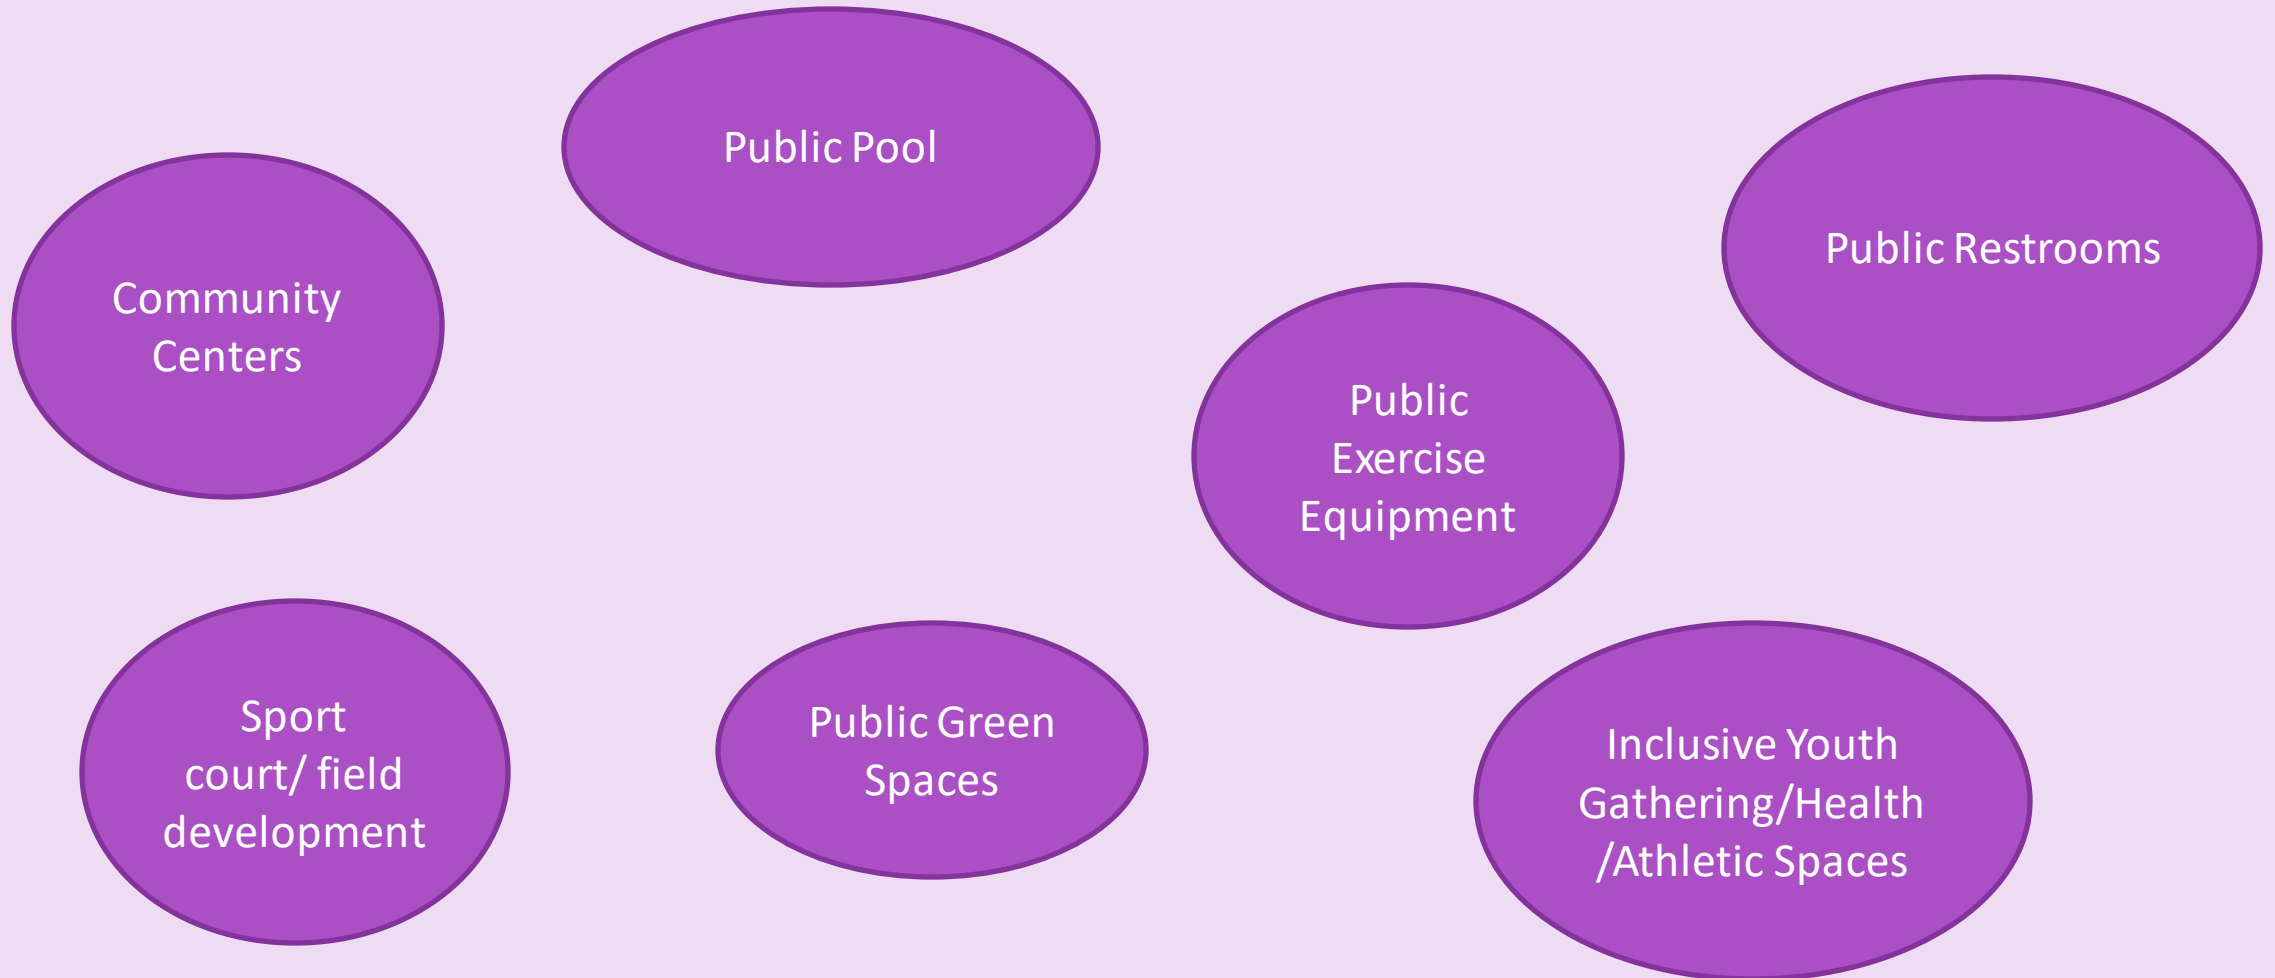 Public Pool
Public Restrooms
Community
Centers
Public
Exercise
Equipment
Sport
court/ field
development
Public Green
Spaces
Inclusive Youth
Gathering/Health
/Athletic Spaces